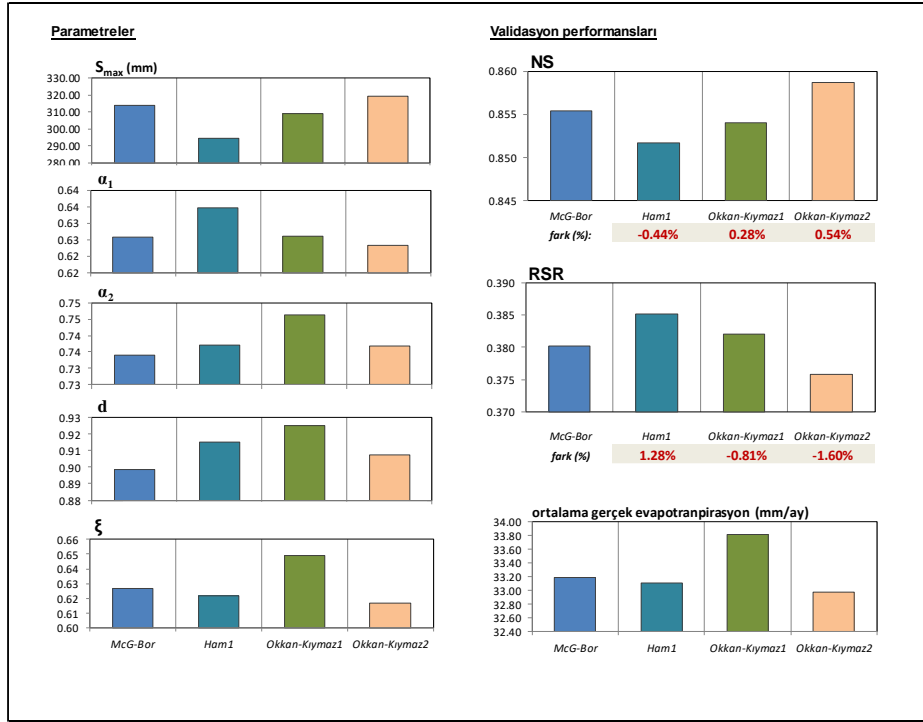 Parametreler
S_max (mm)
330.00
320.00
310.00
300.00
290.00
280.00
α₁
0.64
0.64
0.63
0.62
0.62
α₂
0.75
0.75
0.74
0.74
0.73
0.73
d
0.93
0.92
0.90
0.89
0.88
ξ
0.66
0.65
0.63
0.62
0.61
0.60
McG-Bor Ham1 Okkan-Kıymaz1 Okkan-Kıymaz2
Validasyon performansları
NS
0.860
0.855
0.850
0.845
McG-Bor Ham1 Okkan-Kıymaz1 Okkan-Kıymaz2
fark (%): -0.44% 0.28% 0.54%
RSR
0.390
0.385
0.380
0.375
0.370
McG-Bor Ham1 Okkan-Kıymaz1 Okkan-Kıymaz2
fark (%) 1.28% -0.81% -1.60%
ortalama gerçek evapotranpirasyon (mm/ay)
34.00
33.80
33.60
33.40
33.20
33.00
32.80
32.60
32.40
McG-Bor Ham1 Okkan-Kıymaz1 Okkan-Kıymaz2